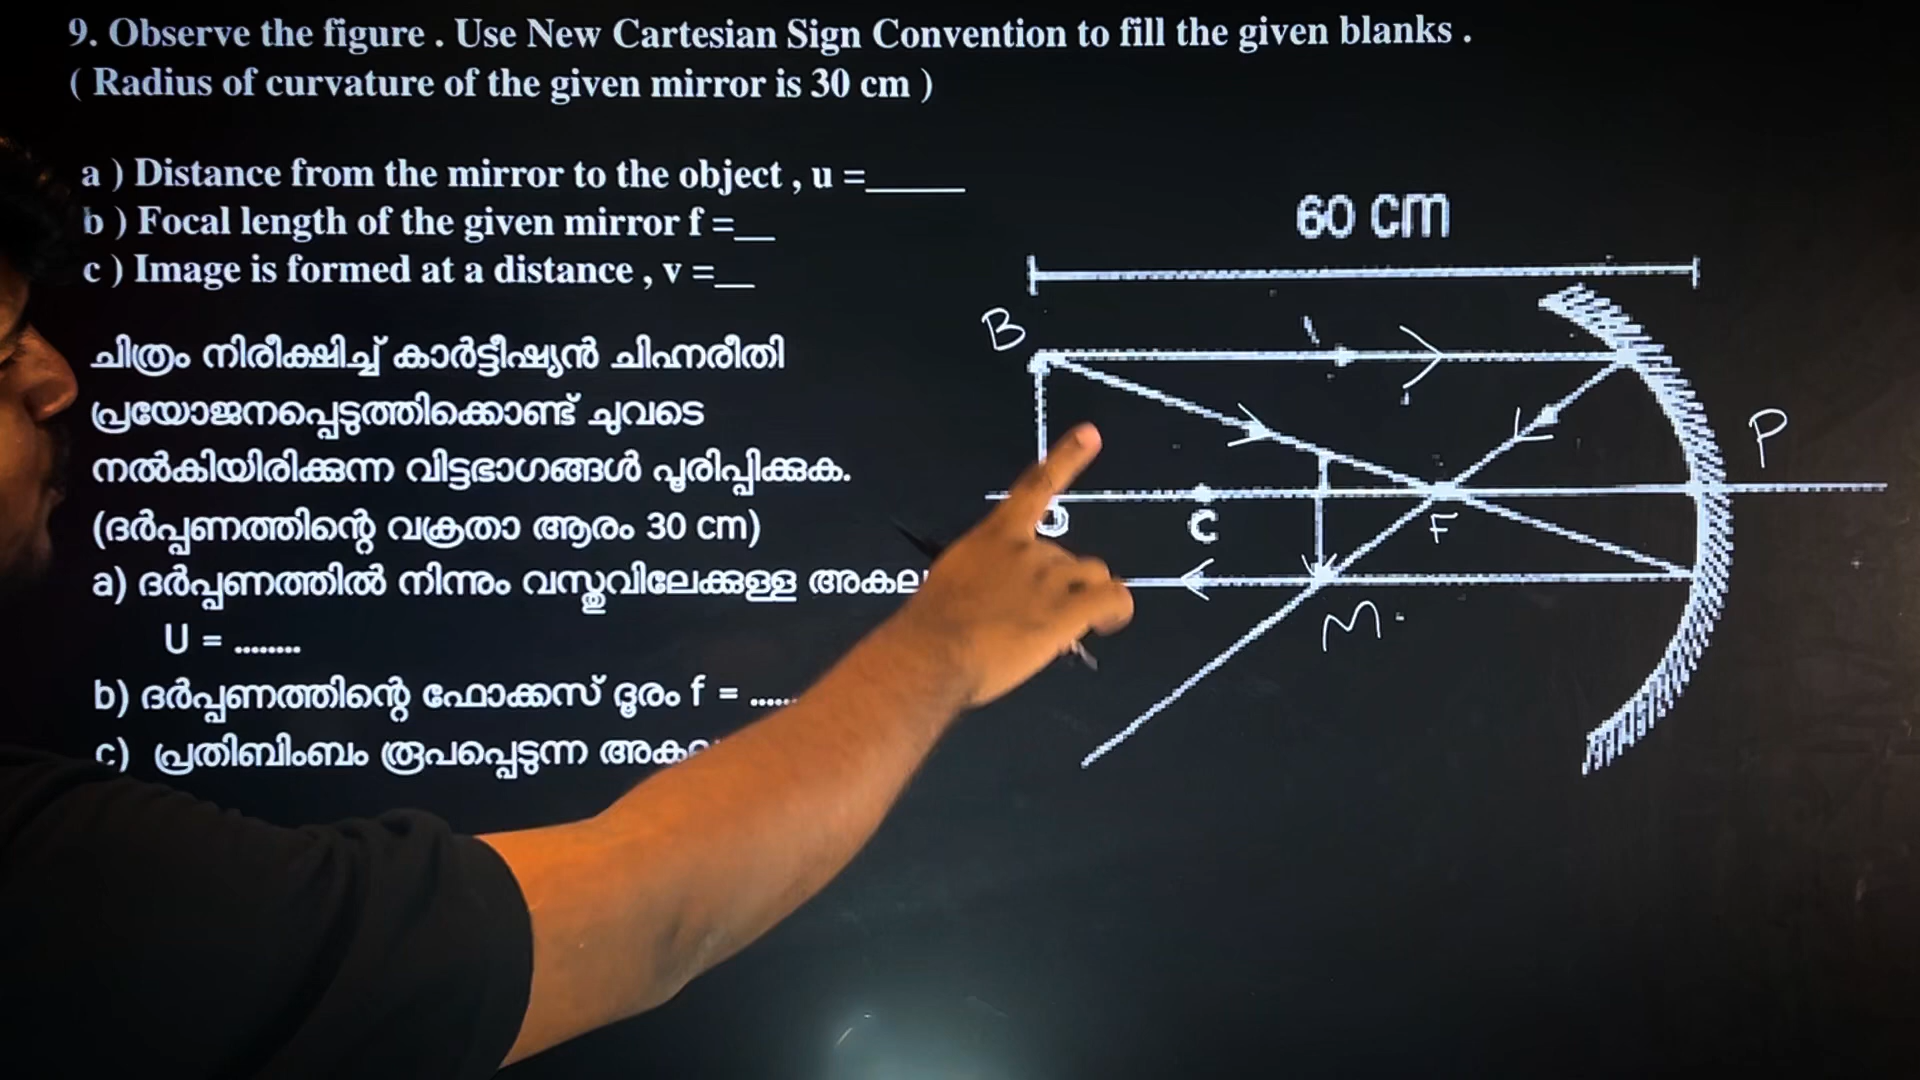 9. Observe the figure . Use New Cartesian Sign Convention to fill the given blanks .
( Radius of curvature of the given mirror is 30 cm )
a ) Distance from the mirror to the object , u =_____
b ) Focal length of the given mirror f =__
c ) Image is formed at a distance , v =__
ചിത്രം നിരീക്ഷിച്ച് കാർട്ടീഷ്യൻ ചിഹ്നരീതി
പ്രയോജനപ്പെടുത്തിക്കൊണ്ട് ചുവടെ
നൽകിയിരിക്കുന്ന വിട്ടഭാഗങ്ങൾ പൂരിപ്പിക്കുക.
(ദർപ്പണത്തിന്റെ വക്രതാ ആരം 30 cm)
a) ദർപ്പണത്തിൽ നിന്നും വസ്തുവിലേക്കുള്ള
U = ........
b) ദർപ്പണത്തിന്റെ ഫോക്കസ് ദൂരം f = ......
c) പ്രതിബിംബം രൂപപ്പെടുന്ന
60 cm
B
P
C
F
M